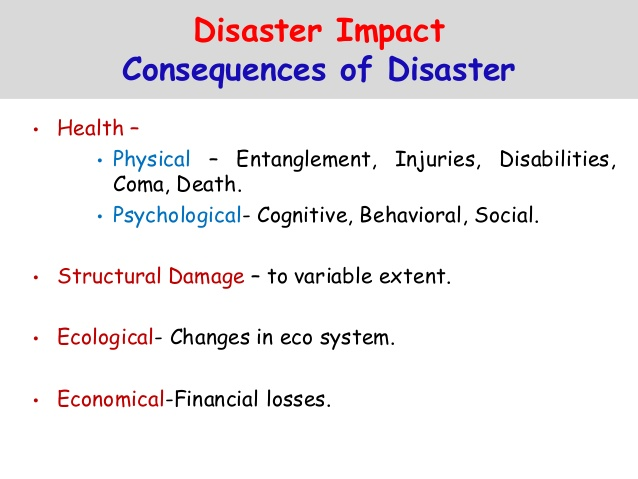 Disaster Impact
Consequences of Disaster
• Health –
• Physical – Entanglement, Injuries, Disabilities,
Coma, Death.
• Psychological- Cognitive, Behavioral, Social.
• Structural Damage – to variable extent.
• Ecological- Changes in eco system.
• Economical-Financial losses.